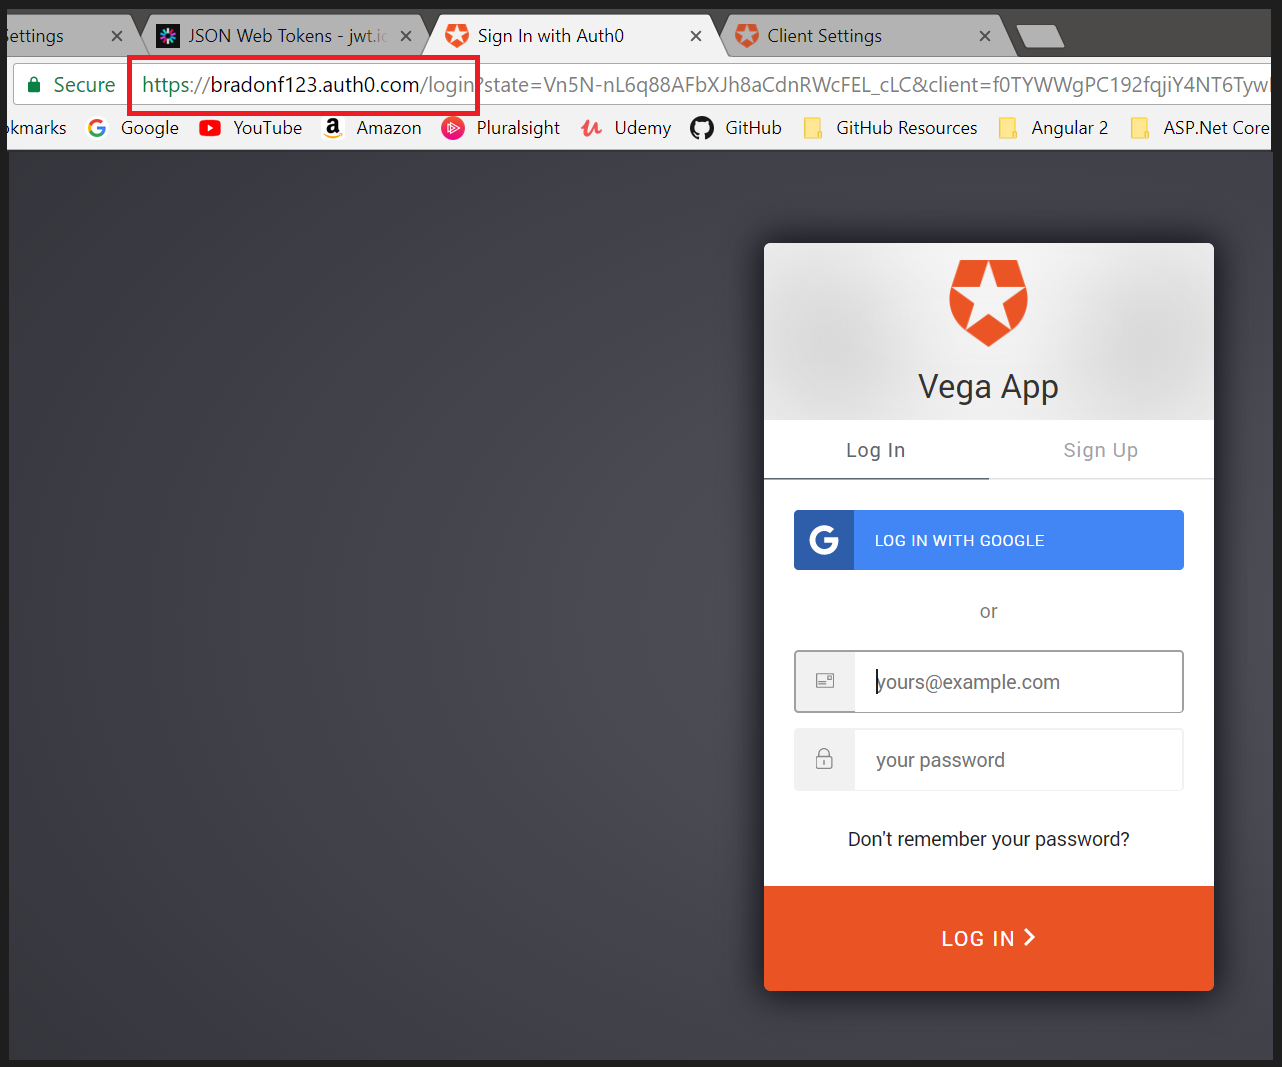 ettings JSON Web Tokens - jwt.io Sign In with Auth0 Client Settings
Secure https://bradonf123.auth0.com/login?state=Vn5N-nL6q88AFbXJh8aCdnRWcFEL_cLC&client=f0TYWWgPC192fqjiY4NT6Tyw
okmarks Google YouTube Amazon Pluralsight Udemy GitHub GitHub Resources Angular 2 ASP.Net Core
Vega App
Log In Sign Up
LOG IN WITH GOOGLE
or
yours@example.com
your password
Don't remember your password?
LOG IN